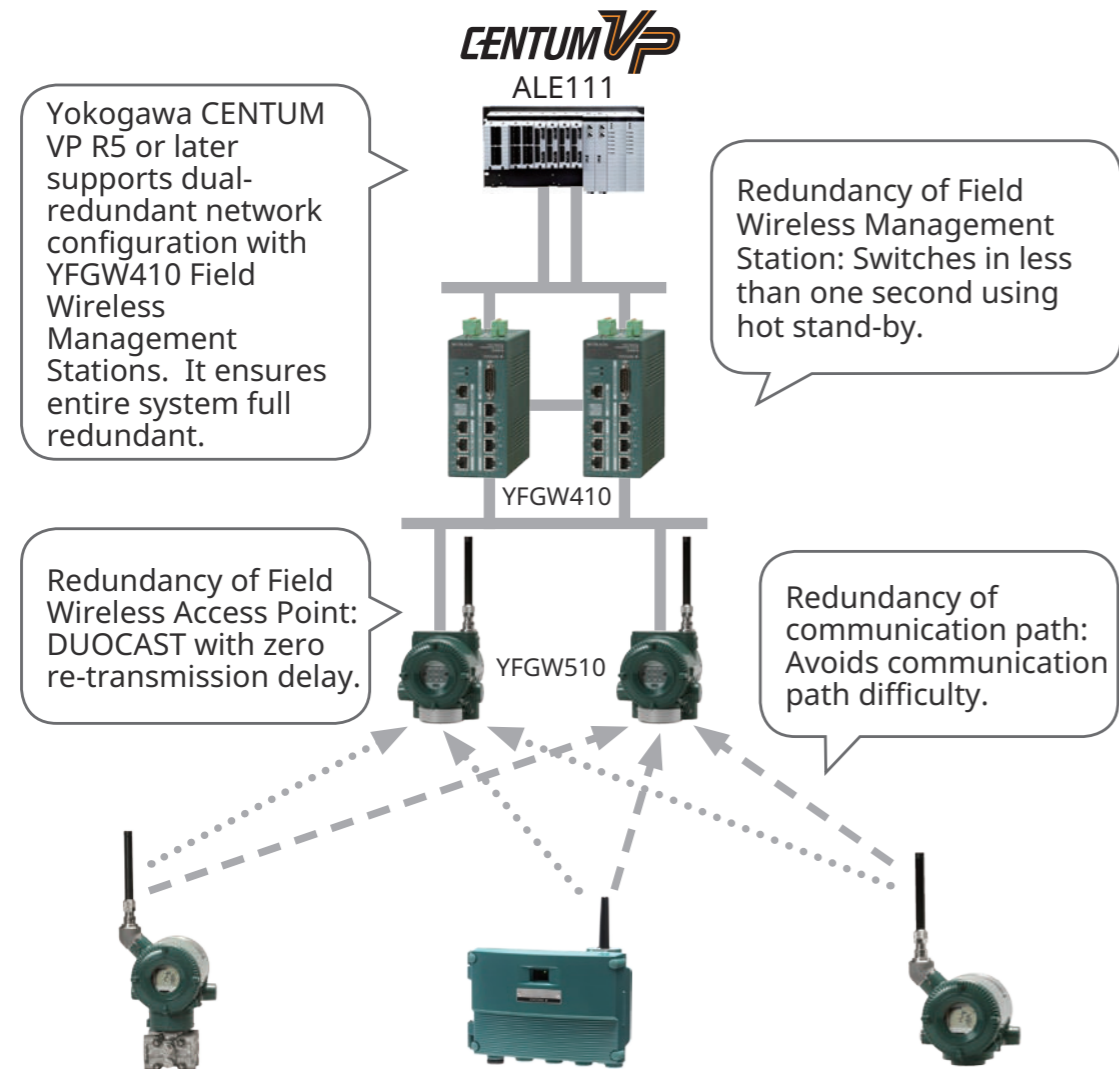 CENTUM VP
ALE111
Yokogawa CENTUM
VP R5 or later
supports dual-
redundant network
configuration with
YFGW410 Field
Wireless
Management
Stations.  It ensures
entire system full
redundant.
Redundancy of Field
Wireless Management
Station: Switches in less
than one second using
hot stand-by.
YFGW410
Redundancy of Field
Wireless Access Point:
DUOCAST with zero
re-transmission delay.
YFGW510
Redundancy of
communication path:
Avoids communication
path difficulty.